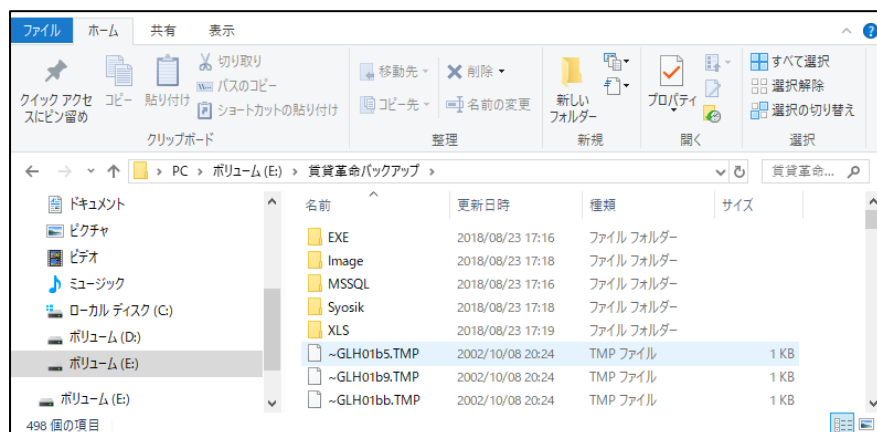 ファイル ホーム 共有 表示
クイック アクセスにピン留め
コピー
貼り付け
切り取り
パスのコピー
ショートカットの貼り付け
クリップボード
移動先
コピー先
削除
名前の変更
整理
新しいフォルダー
新規
プロパティ
開く
すべて選択
選択解除
選択の切り替え
選択
PC › ボリューム (E:) › 賃貸革命バックアップ ›
賃貸革命...
ドキュメント
ピクチャ
ビデオ
ミュージック
ローカル ディスク (C:)
ボリューム (D:)
ボリューム (E:)
ボリューム (E:)
名前 更新日時 種類 サイズ
EXE 2018/08/23 17:16 ファイル フォルダー
Image 2018/08/23 17:18 ファイル フォルダー
MSSQL 2018/08/23 17:16 ファイル フォルダー
Syosik 2018/08/23 17:18 ファイル フォルダー
XLS 2018/08/23 17:19 ファイル フォルダー
~GLH01b5.TMP 2002/10/08 20:24 TMP ファイル 1 KB
~GLH01b9.TMP 2002/10/08 20:24 TMP ファイル 1 KB
~GLH01bb.TMP 2002/10/08 20:24 TMP ファイル 1 KB
498 個の項目